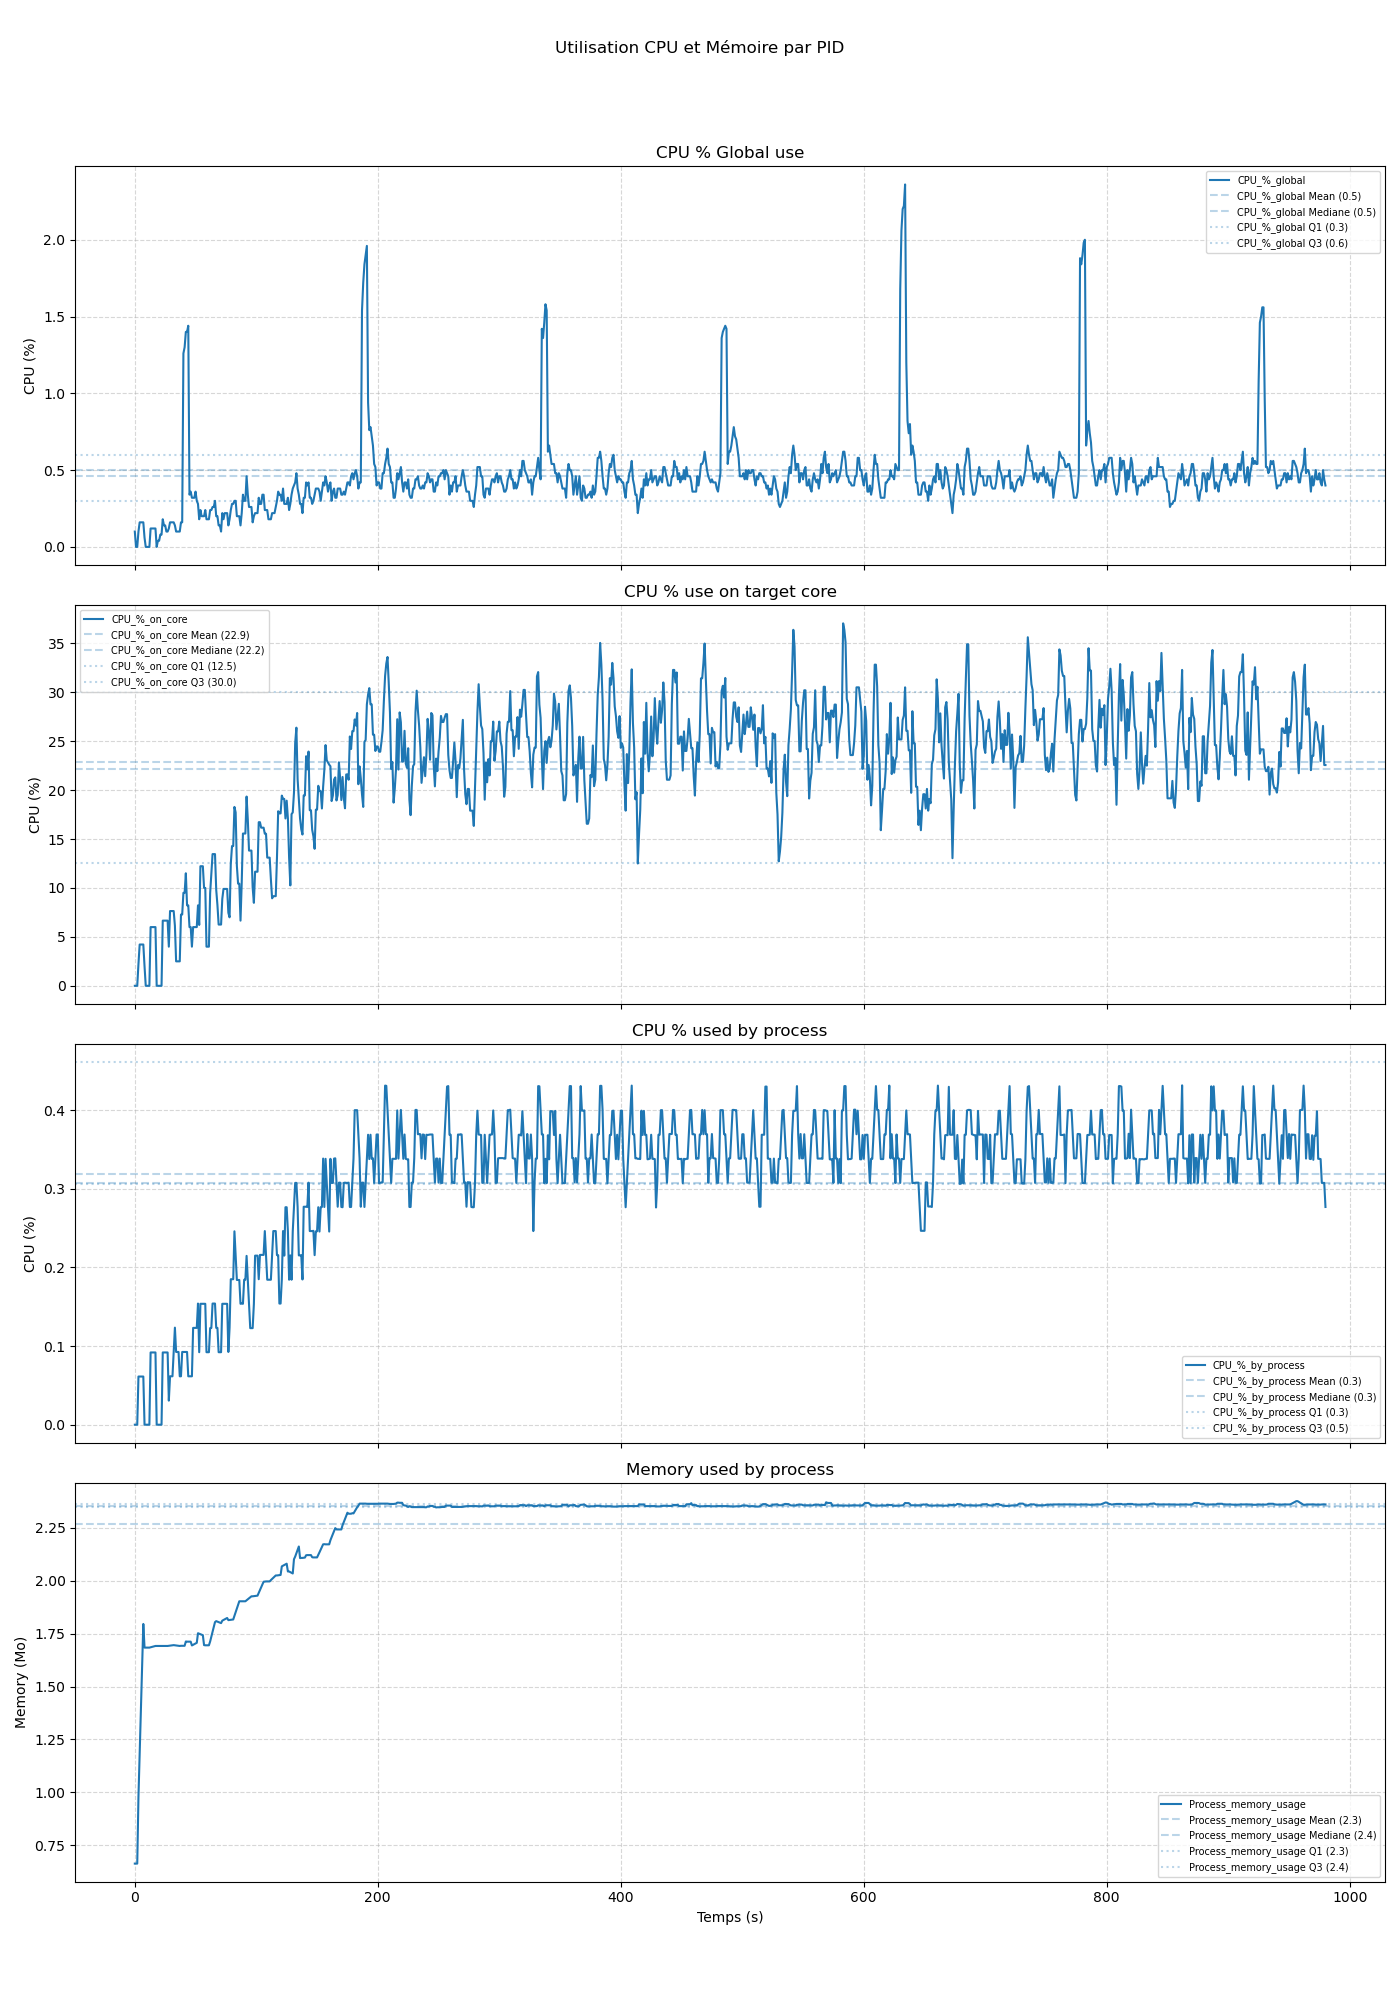 Utilisation CPU et Mémoire par PID
CPU % Global use
CPU (%)
2.0
1.5
1.0
0.5
0.0
CPU_%_global
CPU_%_global Mean (0.5)
CPU_%_global Mediane (0.5)
CPU_%_global Q1 (0.3)
CPU_%_global Q3 (0.6)
CPU % use on target core
CPU (%)
35
30
25
20
15
10
5
0
CPU_%_on_core
CPU_%_on_core Mean (22.9)
CPU_%_on_core Mediane (22.2)
CPU_%_on_core Q1 (12.5)
CPU_%_on_core Q3 (30.0)
CPU % used by process
CPU (%)
0.4
0.3
0.2
0.1
0.0
CPU_%_by_process
CPU_%_by_process Mean (0.3)
CPU_%_by_process Mediane (0.3)
CPU_%_by_process Q1 (0.3)
CPU_%_by_process Q3 (0.5)
Memory used by process
Memory (Mo)
2.25
2.00
1.75
1.50
1.25
1.00
0.75
Process_memory_usage
Process_memory_usage Mean (2.3)
Process_memory_usage Mediane (2.4)
Process_memory_usage Q1 (2.3)
Process_memory_usage Q3 (2.4)
0 200 400 600 800 1000
Temps (s)